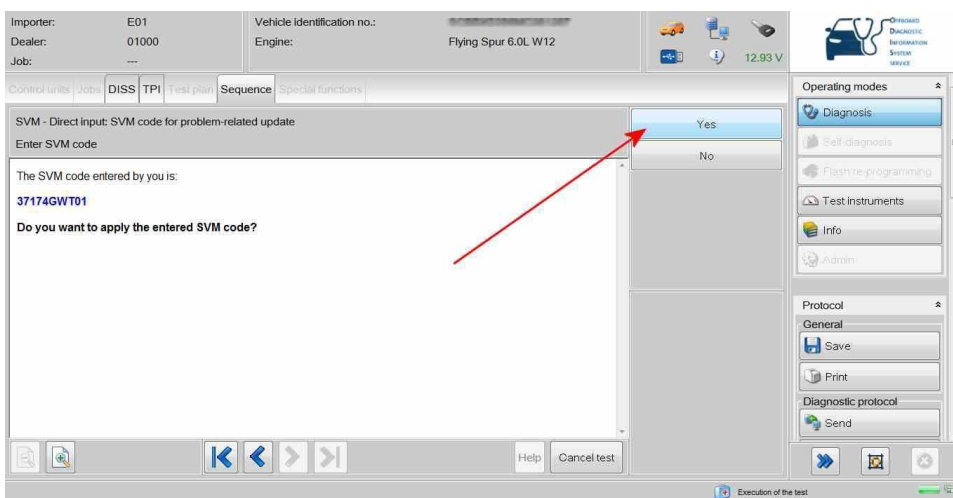 Importer: E01 Vehicle identification no.:
Dealer: 01000 Engine: Flying Spur 6.0L W12
Job: ---
12.93 V
OFFBOARD
DIAGNOSTIC
INFORMATION
SYSTEM
SERVICE
Control units Jobs DISS TPI Test plan Sequence Special functions
SVM - Direct input: SVM code for problem-related update
Enter SVM code
The SVM code entered by you is:
37174GWT01
Do you want to apply the entered SVM code?
Yes
No
Help Cancel test
Operating modes
Diagnosis
Self-diagnosis
Flash re-programming
Test instruments
Info
Admin
Protocol
General
Save
Print
Diagnostic protocol
Send
Execution of the test